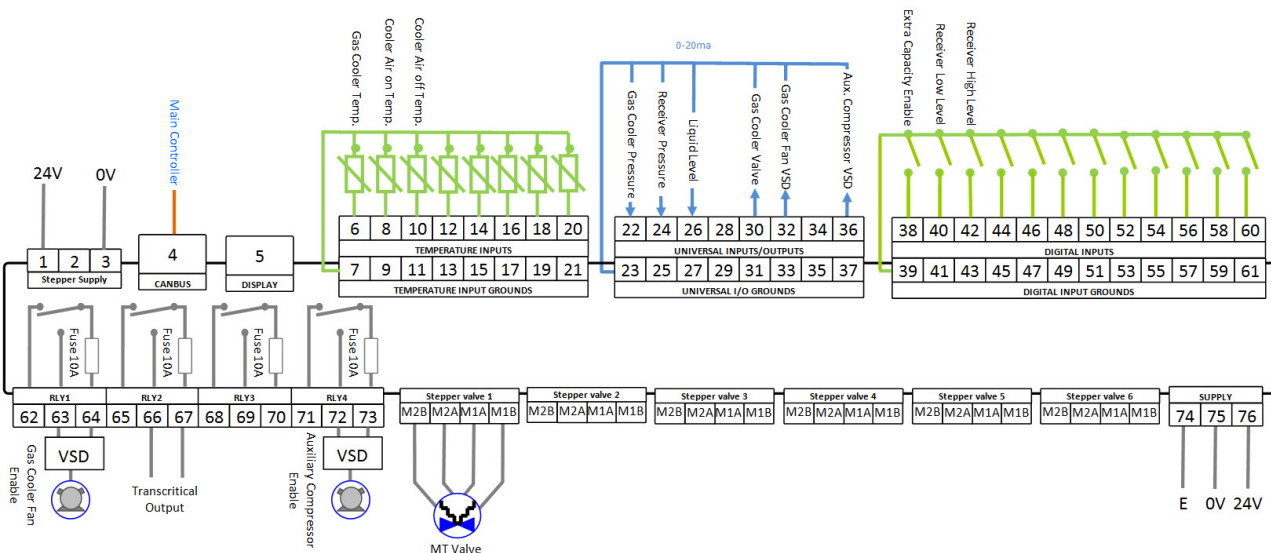 0-20ma
Gas Cooler Temp.
Cooler Air on Temp.
Cooler Air off Temp.
Gas Cooler Pressure
Receiver Pressure
Liquid Level
Gas Cooler Valve
Gas Cooler Fan VSD
Aux. Compressor VSD
Extra Capacity Enable
Receiver Low Level
Receiver High Level
Main Controller
24V
0V
1 2 3
Stepper Supply
4
CANBUS
5
DISPLAY
6 8 10 12 14 16 18 20
TEMPERATURE INPUTS
7 9 11 13 15 17 19 21
TEMPERATURE INPUT GROUNDS
22 24 26 28 30 32 34 36
UNIVERSAL INPUTS/OUTPUTS
23 25 27 29 31 33 35 37
UNIVERSAL I/O GROUNDS
38 40 42 44 46 48 50 52 54 56 58 60
DIGITAL INPUTS
39 41 43 45 47 49 51 53 55 57 59 61
DIGITAL INPUT GROUNDS
Fuse 10A
Fuse 10A
Fuse 10A
Fuse 10A
RLY1 RLY2 RLY3 RLY4
62 63 64 65 66 67 68 69 70 71 72 73
Stepper valve 1
M2B M2A M1A M1B
Stepper valve 2
M2B M2A M1A M1B
Stepper valve 3
M2B M2A M1A M1B
Stepper valve 4
M2B M2A M1A M1B
Stepper valve 5
M2B M2A M1A M1B
Stepper valve 6
M2B M2A M1A M1B
SUPPLY
74 75 76
Gas Cooler Fan
Enable
VSD
Transcritical
Output
Auxiliary Compressor
Enable
VSD
MT Valve
E 0V 24V